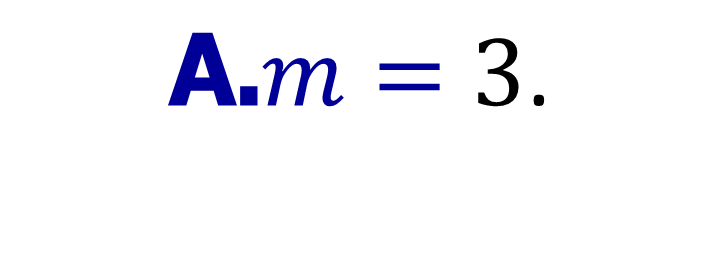 A.m = 3.